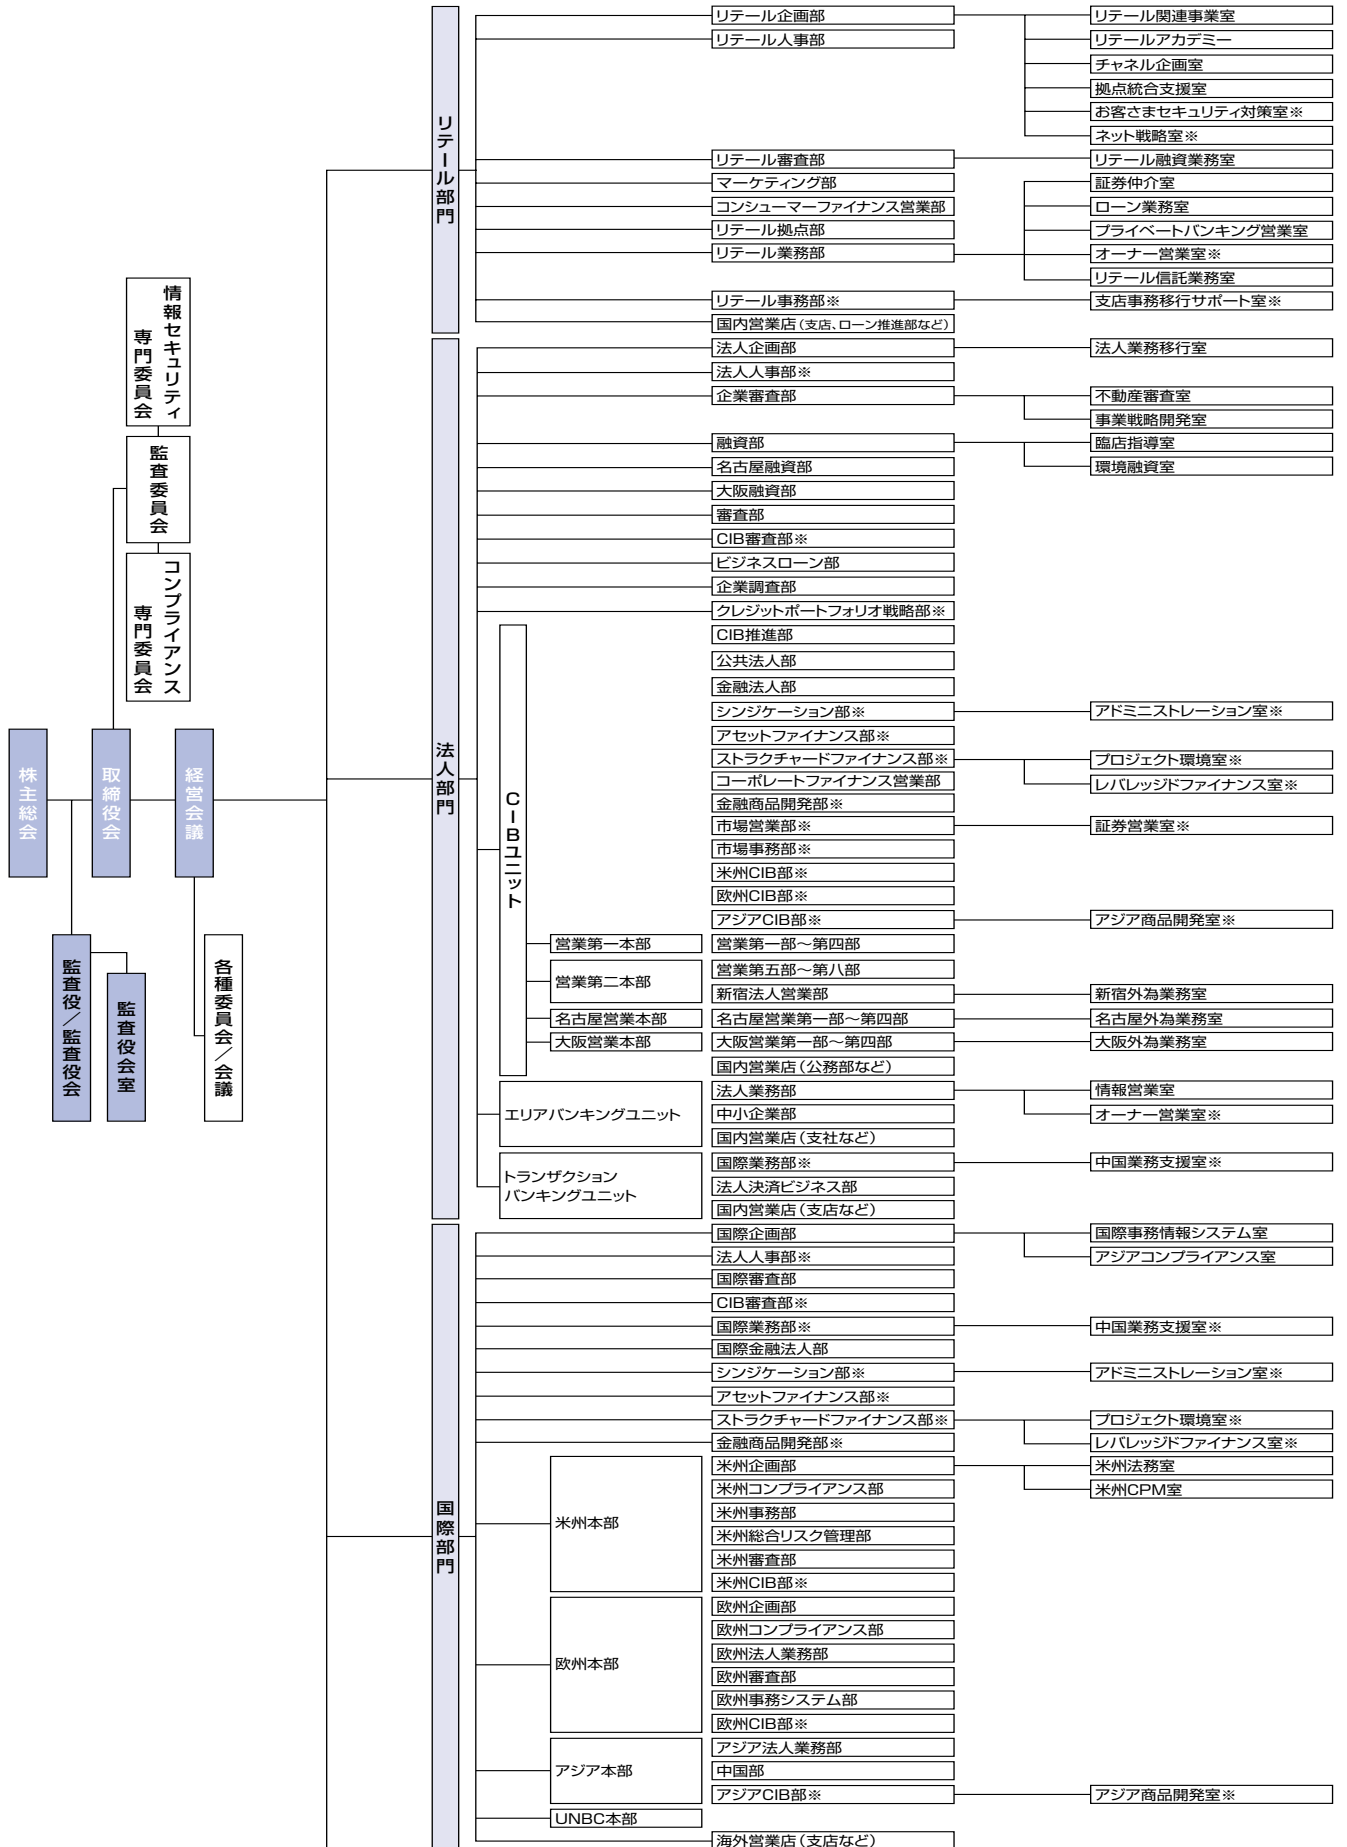 株主総会
取締役会
経営会議
監査役／監査役会
監査役会室
各種委員会／会議
情報セキュリティ
専門委員会
監査委員会
コンプライアンス
専門委員会
リテール部門
リテール企画部
リテール関連事業室
リテールアカデミー
チャネル企画室
拠点統合支援室
お客さまセキュリティ対策室※
ネット戦略室※
リテール人事部
リテール審査部
リテール融資業務室
マーケティング部
コンシューマーファイナンス営業部
リテール拠点部
リテール業務部
証券仲介室
ローン業務室
プライベートバンキング営業室
オーナー営業室※
リテール信託業務室
リテール事務部※
支店事務移行サポート室※
国内営業店（支店、ローン推進部など）
法人部門
法人企画部
法人業務移行室
法人人事部※
企業審査部
不動産審査室
事業戦略開発室
融資部
臨店指導室
環境融資室
名古屋融資部
大阪融資部
審査部
CIB審査部※
ビジネスローン部
企業調査部
クレジットポートフォリオ戦略部※
CIBユニット
CIB推進部
公共法人部
金融法人部
シンジケーション部※
アドミニストレーション室※
アセットファイナンス部※
ストラクチャードファイナンス部※
プロジェクト環境室※
レバレッジドファイナンス室※
コーポレートファイナンス営業部
金融商品開発部※
市場営業部※
証券営業室※
市場事務部※
米州CIB部※
欧州CIB部※
アジアCIB部※
アジア商品開発室※
営業第一本部
営業第一部～第四部
営業第二本部
営業第五部～第八部
新宿法人営業部
新宿外為業務室
名古屋営業本部
名古屋営業第一部～第四部
名古屋外為業務室
大阪営業本部
大阪営業第一部～第四部
大阪外為業務室
国内営業店（公務部など）
エリアバンキングユニット
法人業務部
情報営業室
オーナー営業室※
中小企業部
国内営業店（支社など）
トランザクション
バンキングユニット
国際業務部※
中国業務支援室※
法人決済ビジネス部
国内営業店（支店など）
国際部門
国際企画部
国際事務情報システム室
アジアコンプライアンス室
法人人事部※
国際審査部
CIB審査部※
国際業務部※
中国業務支援室※
国際金融法人部
シンジケーション部※
アドミニストレーション室※
アセットファイナンス部※
ストラクチャードファイナンス部※
プロジェクト環境室※
レバレッジドファイナンス室※
金融商品開発部※
米州本部
米州企画部
米州法務室
米州CPM室
米州コンプライアンス部
米州事務部
米州総合リスク管理部
米州審査部
米州CIB部※
欧州本部
欧州企画部
欧州コンプライアンス部
欧州法人業務部
欧州審査部
欧州事務システム部
欧州CIB部※
アジア本部
アジア法人業務部
中国部
アジアCIB部※
アジア商品開発室※
UNBC本部
海外営業店（支店など）